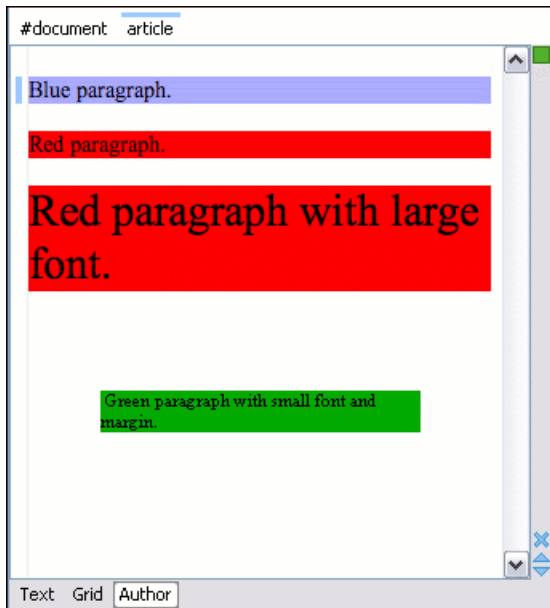 #document article
Blue paragraph.
Red paragraph.
Red paragraph with large
font.
Green paragraph with small font and
margin.
Text Grid Author